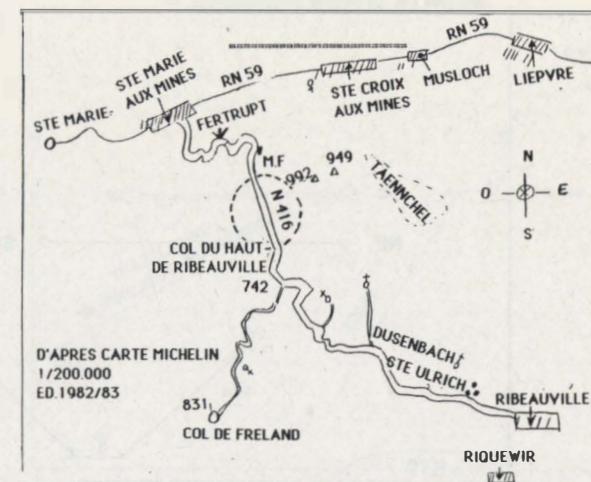 RN 59
LIEPVRE
MUSLOCH
STE CROIX
AUX MINES
RN 59
STE MARIE
AUX MINES
STE MARIE
FERTRUPT
M.F
992
949
TAENNCHEL
N
O
E
S
N 416
COL DU HAUT
DE RIBEAUVILLE
742
D'APRES CARTE MICHELIN
1/200.000
ED.1982/83
831
COL DE FRELAND
DUSENBACH
STE ULRICH
RIBEAUVILLE
RIQUEWIR